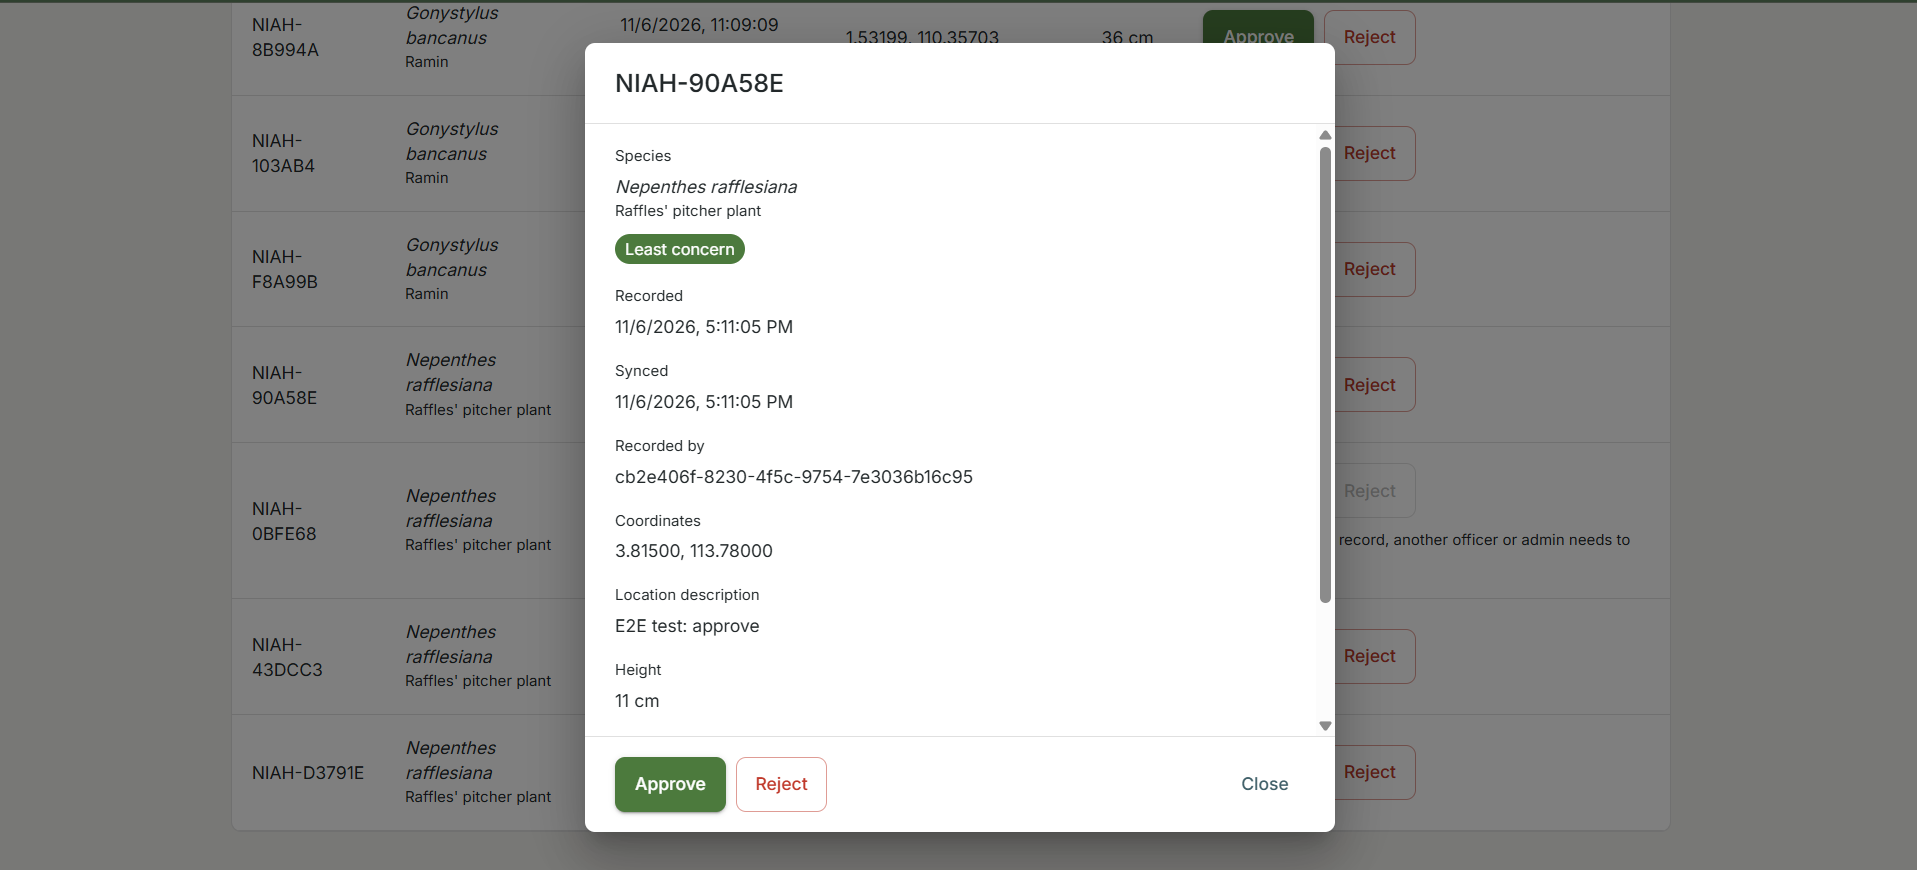 NIAH-
8B994A
Gonystylus
bancanus
Ramin
11/6/2026, 11:09:09
1.53199, 110.35703
36 cm
Approve
Reject
NIAH-
103AB4
Gonystylus
bancanus
Ramin
Reject
NIAH-
F8A99B
Gonystylus
bancanus
Ramin
Reject
NIAH-
90A58E
Nepenthes
rafflesiana
Raffles' pitcher plant
Reject
NIAH-
0BFE68
Nepenthes
rafflesiana
Raffles' pitcher plant
Reject
record, another officer or admin needs to
NIAH-
43DCC3
Nepenthes
rafflesiana
Raffles' pitcher plant
Reject
NIAH-D3791E
Nepenthes
rafflesiana
Raffles' pitcher plant
Reject
NIAH-90A58E
Species
Nepenthes rafflesiana
Raffles' pitcher plant
Least concern
Recorded
11/6/2026, 5:11:05 PM
Synced
11/6/2026, 5:11:05 PM
Recorded by
cb2e406f-8230-4f5c-9754-7e3036b16c95
Coordinates
3.81500, 113.78000
Location description
E2E test: approve
Height
11 cm
Approve
Reject
Close